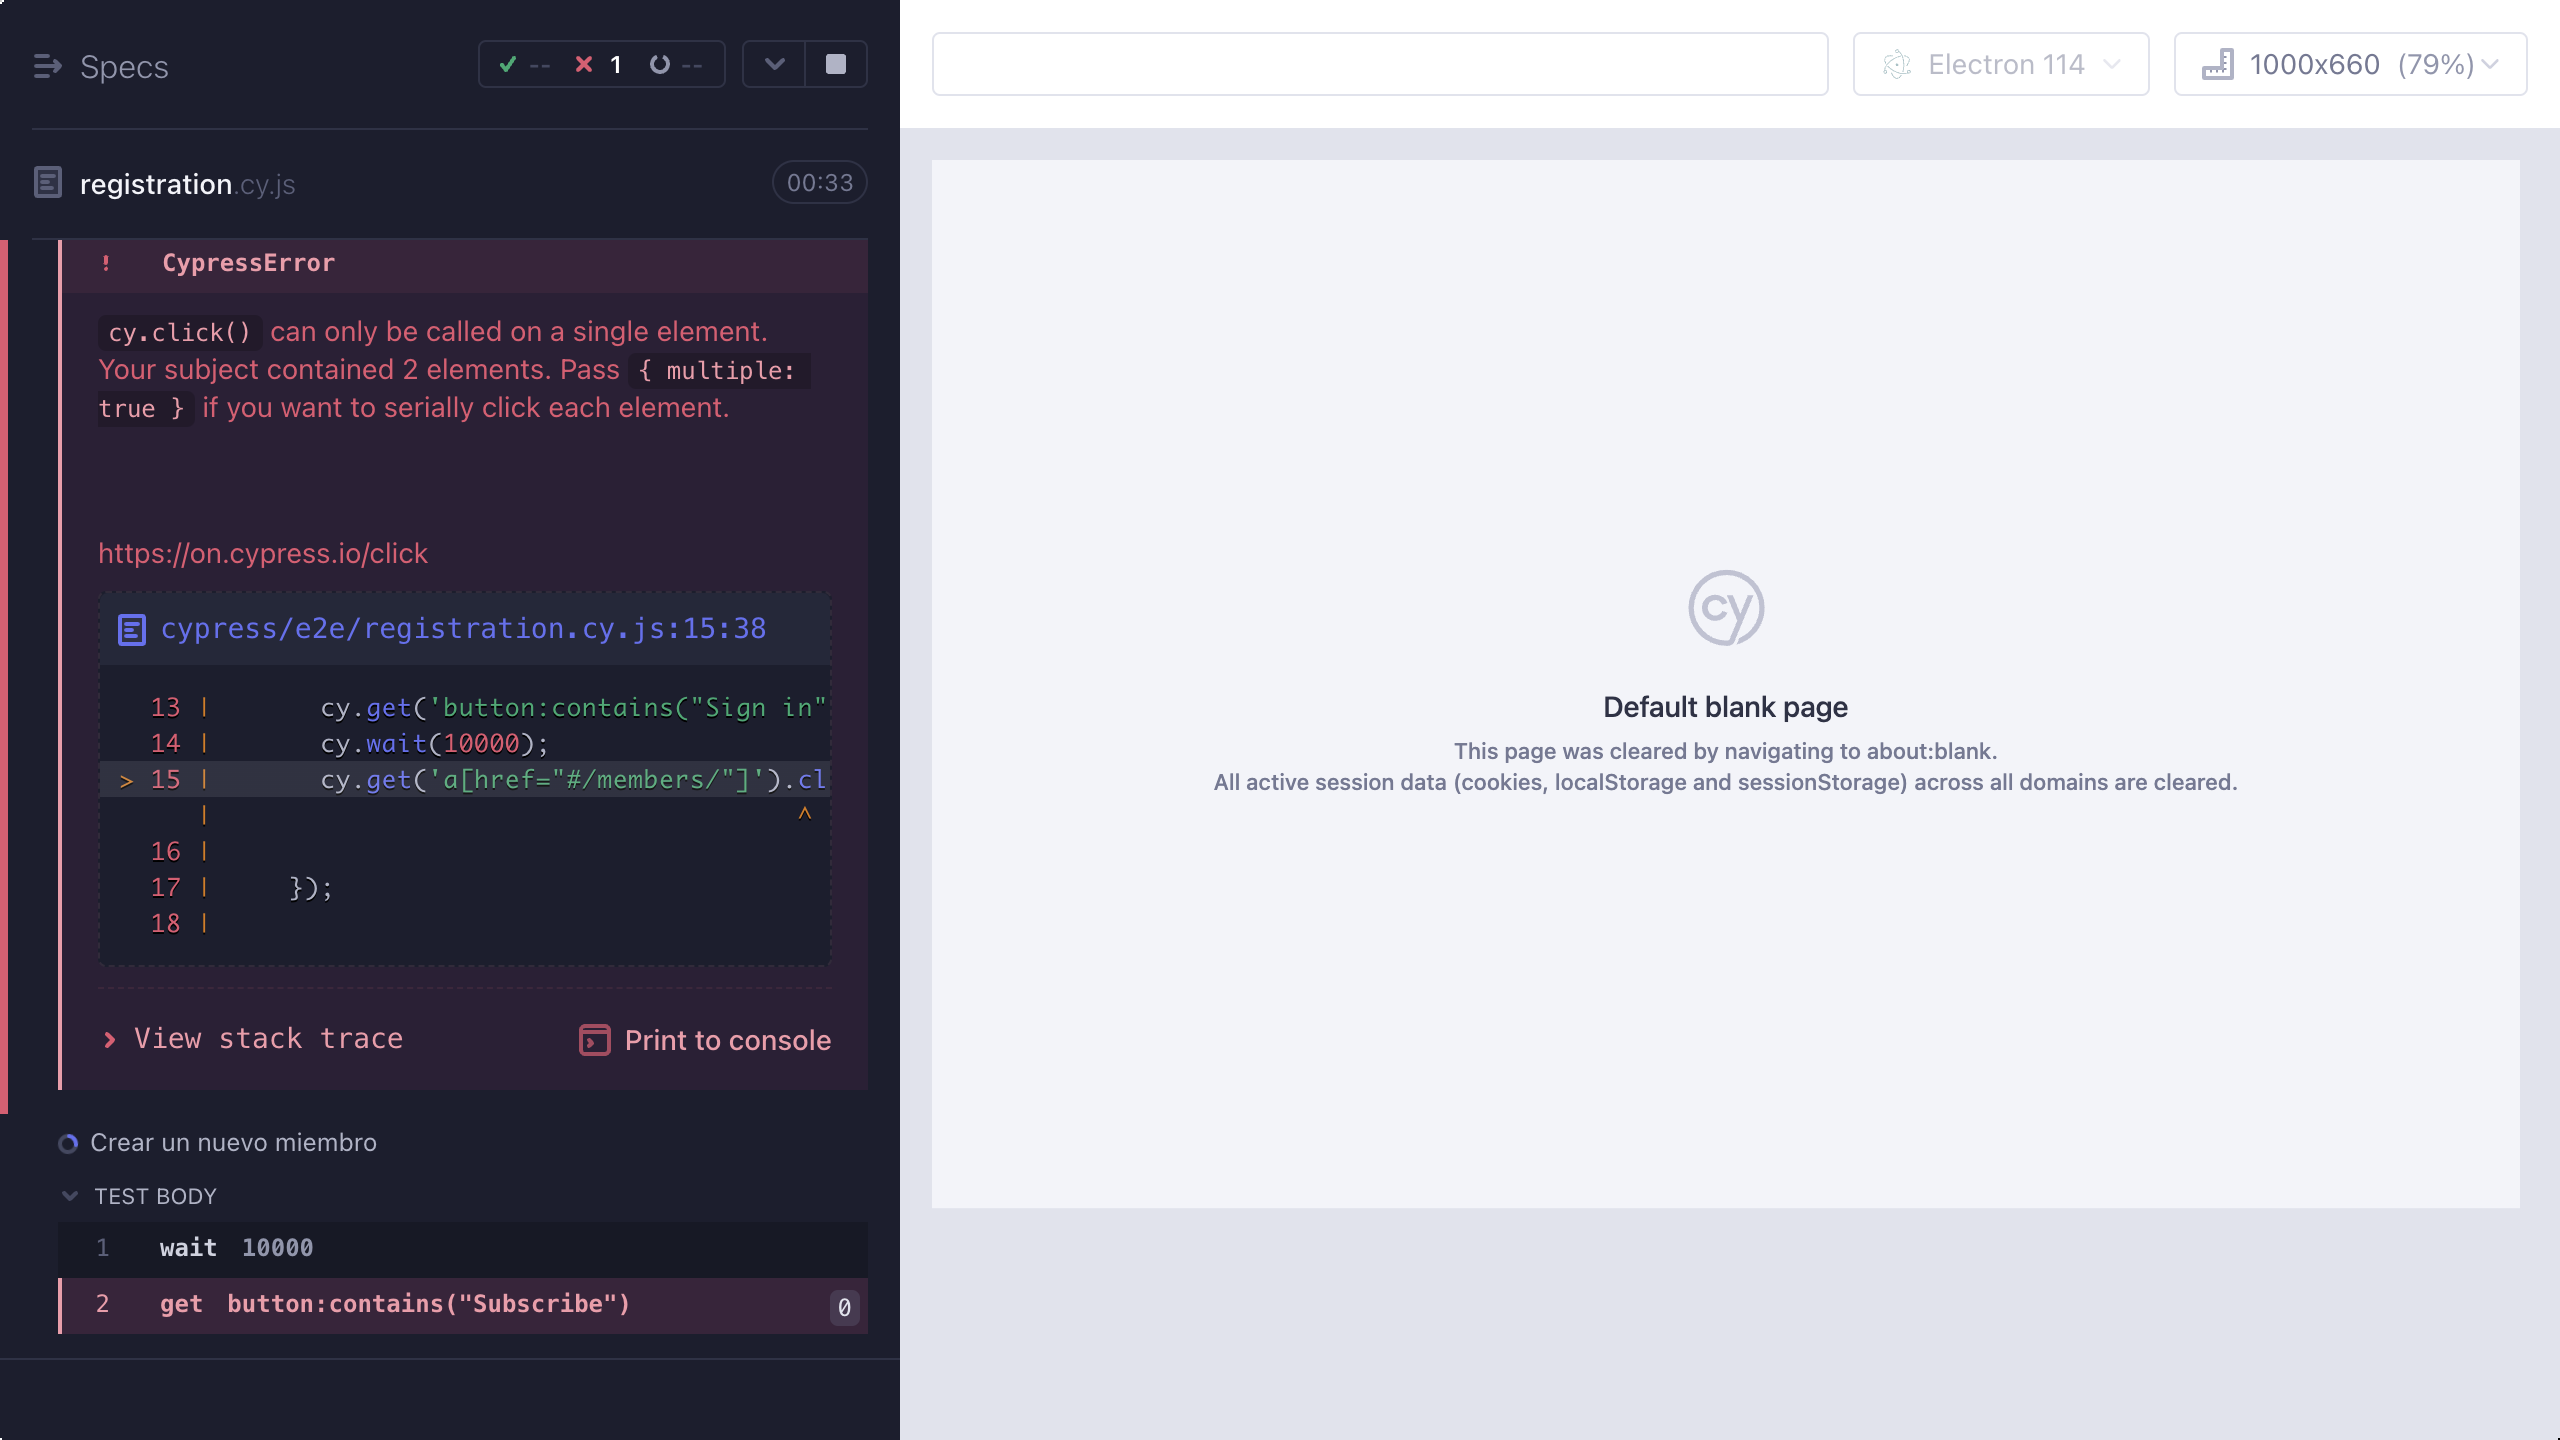 Specs
-- 1 --
registration.cy.js
00:33
! CypressError
cy.click() can only be called on a single element.
Your subject contained 2 elements. Pass { multiple:
true } if you want to serially click each element.
https://on.cypress.io/click
cypress/e2e/registration.cy.js:15:38
13 | cy.get('button:contains("Sign in"
14 | cy.wait(10000);
> 15 | cy.get('a[href="#/members/"]').cl
| ^
16 |
17 | });
18 |
View stack trace
Print to console
Crear un nuevo miembro
TEST BODY
1 wait 10000
2 get button:contains("Subscribe") 0
Electron 114
1000x660 (79%)
cy
Default blank page
This page was cleared by navigating to about:blank.
All active session data (cookies, localStorage and sessionStorage) across all domains are cleared.